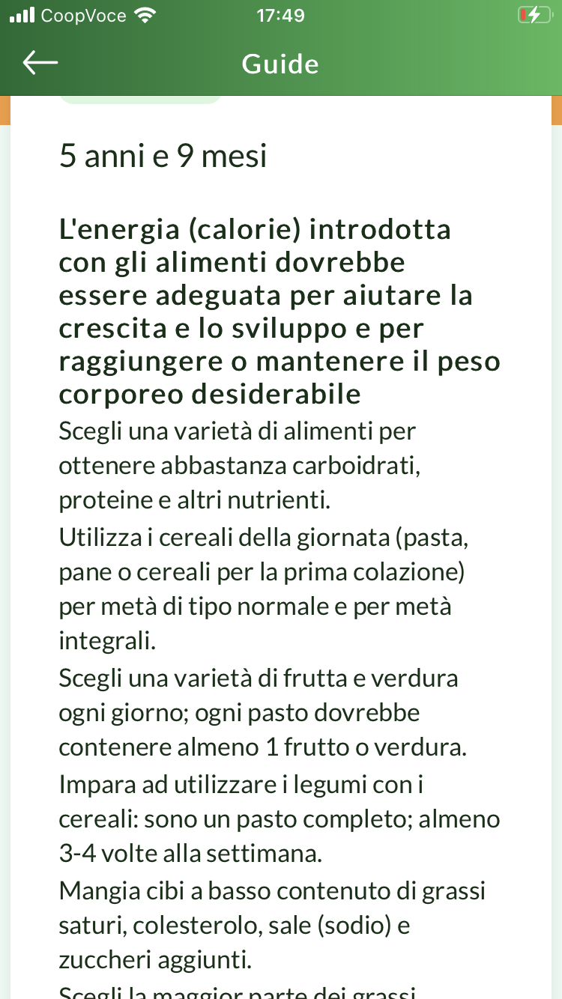 CoopVoce 17:49
Guide
5 anni e 9 mesi
L'energia (calorie) introdotta
con gli alimenti dovrebbe
essere adeguata per aiutare la
crescita e lo sviluppo e per
raggiungere o mantenere il peso
corporeo desiderabile
Scegli una varietà di alimenti per
ottenere abbastanza carboidrati,
proteine e altri nutrienti.
Utilizza i cereali della giornata (pasta,
pane o cereali per la prima colazione)
per metà di tipo normale e per metà
integrali.
Scegli una varietà di frutta e verdura
ogni giorno; ogni pasto dovrebbe
contenere almeno 1 frutto o verdura.
Impara ad utilizzare i legumi con i
cereali: sono un pasto completo; almeno
3-4 volte alla settimana.
Mangia cibi a basso contenuto di grassi
saturi, colesterolo, sale (sodio) e
zuccheri aggiunti.
Scegli la maggior parte dei grassi